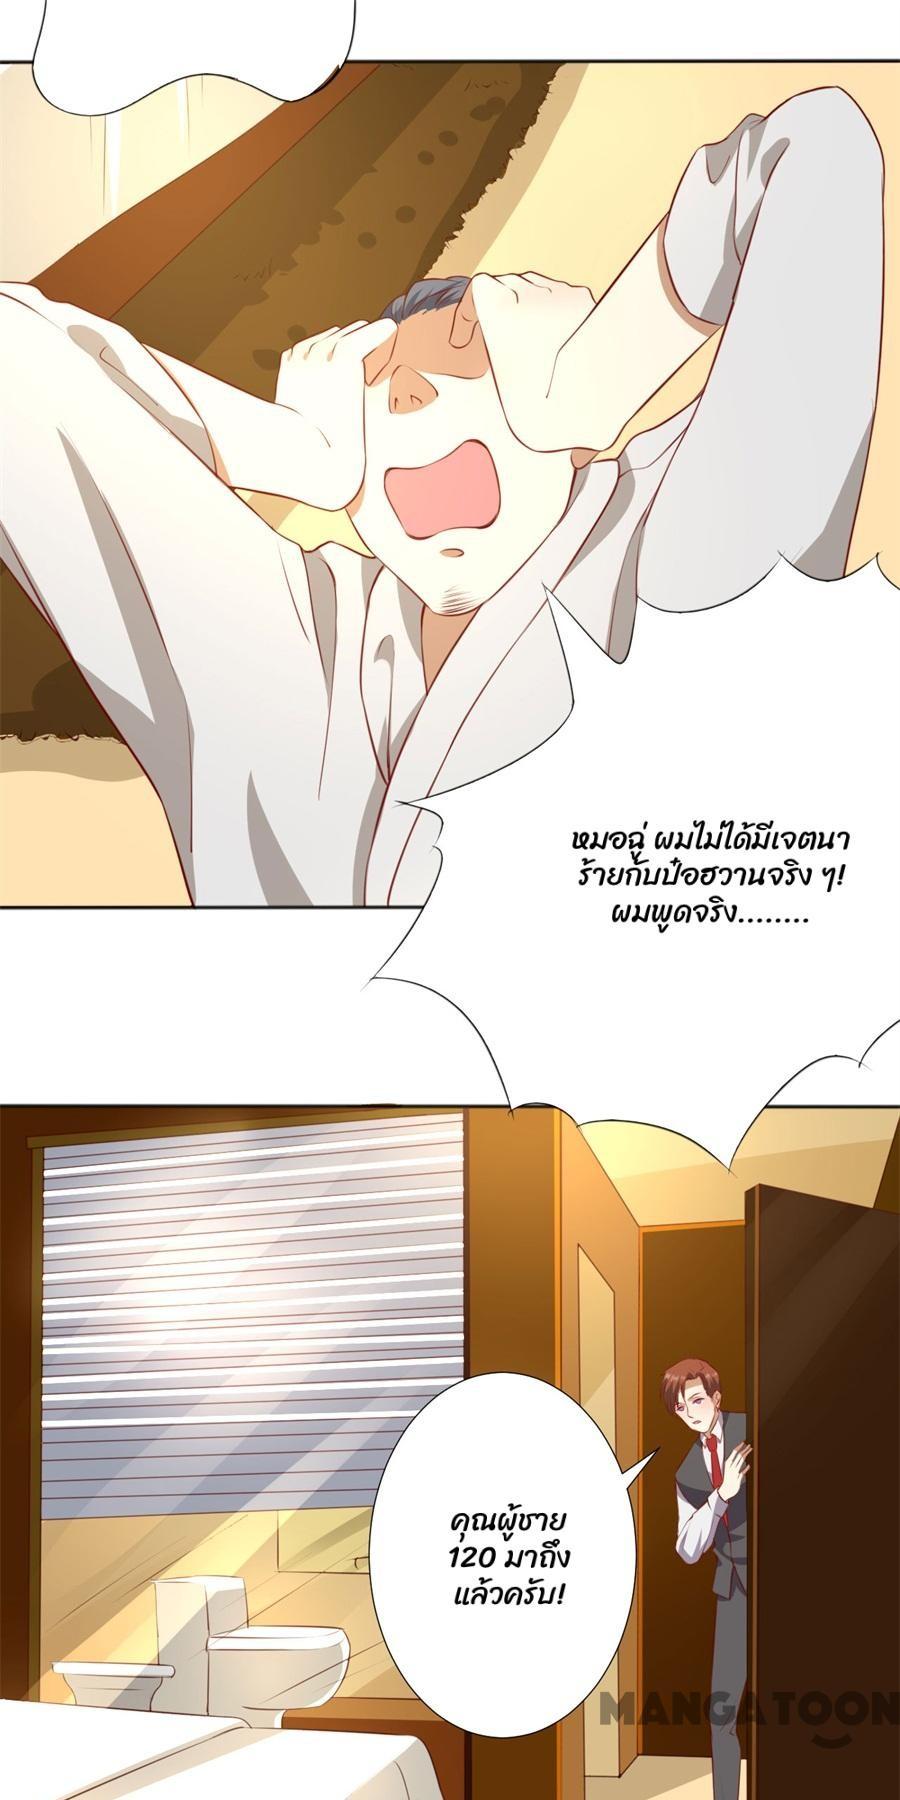 หมอฉู่ ผมไม่ได้มีเจตนา
ร้ายกับป๋อฮวานจริง ๆ!
ผมพูดจริง........
คุณผู้ชาย
120 มาถึง
แล้วครับ!
MANGATOON